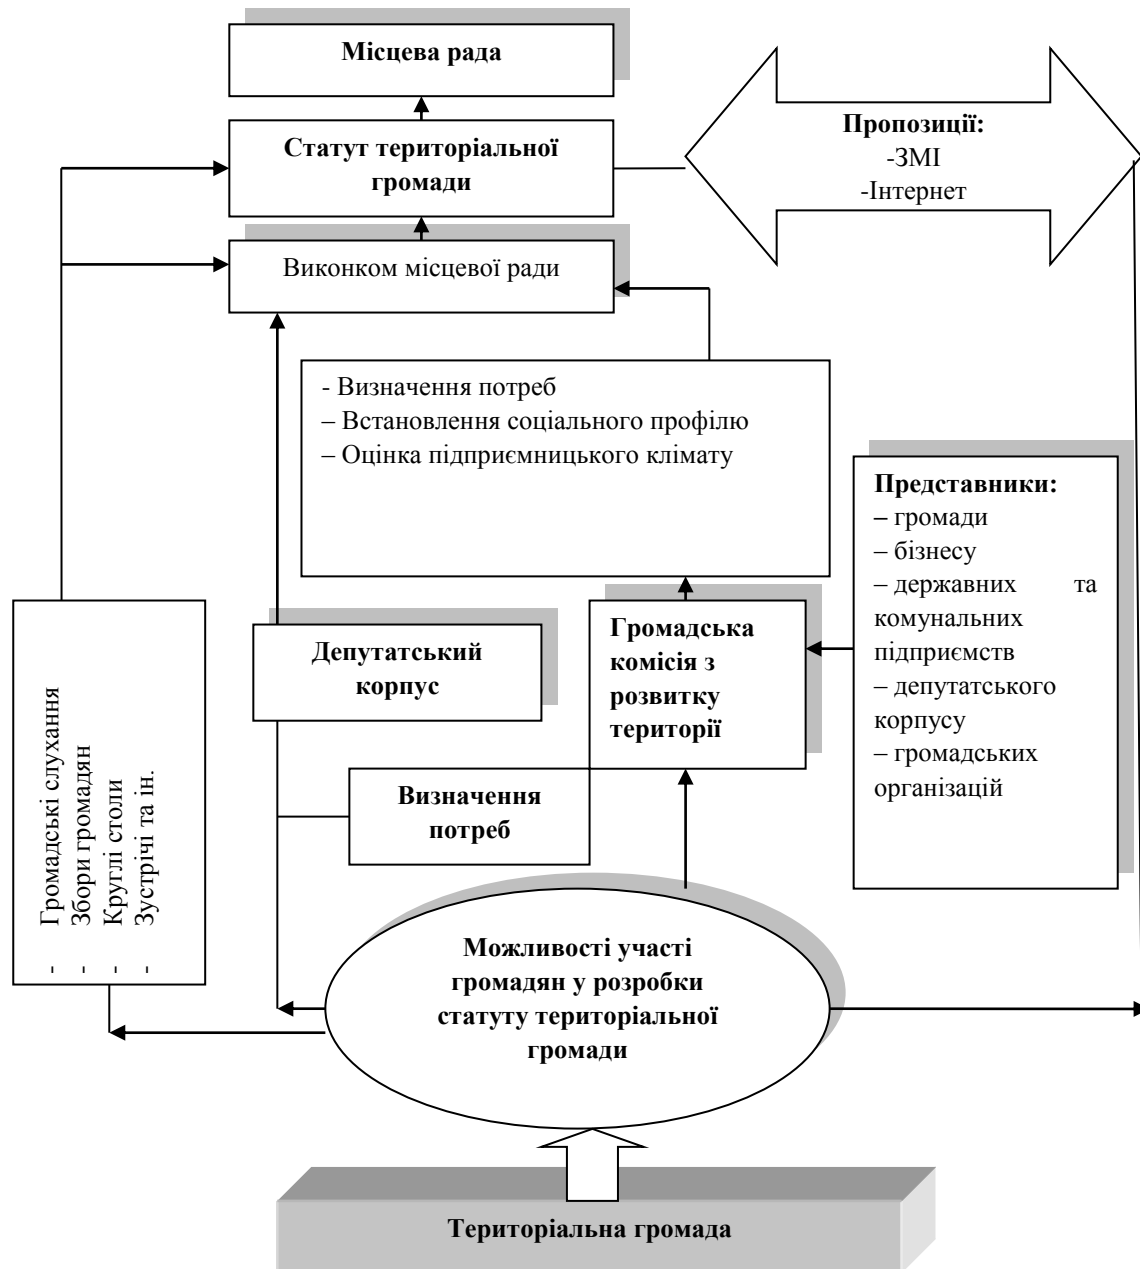 Місцева рада
Статут територіальної
громади
Пропозиції:
-ЗМІ
-Інтернет
Виконком місцевої ради
- Визначення потреб
– Встановлення соціального профілю
– Оцінка підприємницького клімату
Представники:
– громади
– бізнесу
– державних та
комунальних
підприємств
– депутатського
корпусу
– громадських
організацій
Громадська
комісія з
розвитку
території
Депутатський
корпус
- Громадські слухання
- Збори громадян
- Круглі столи
- Зустрічі та ін.
Визначення
потреб
Можливості участі
громадян у розробки
статуту територіальної
громади
Територіальна громада